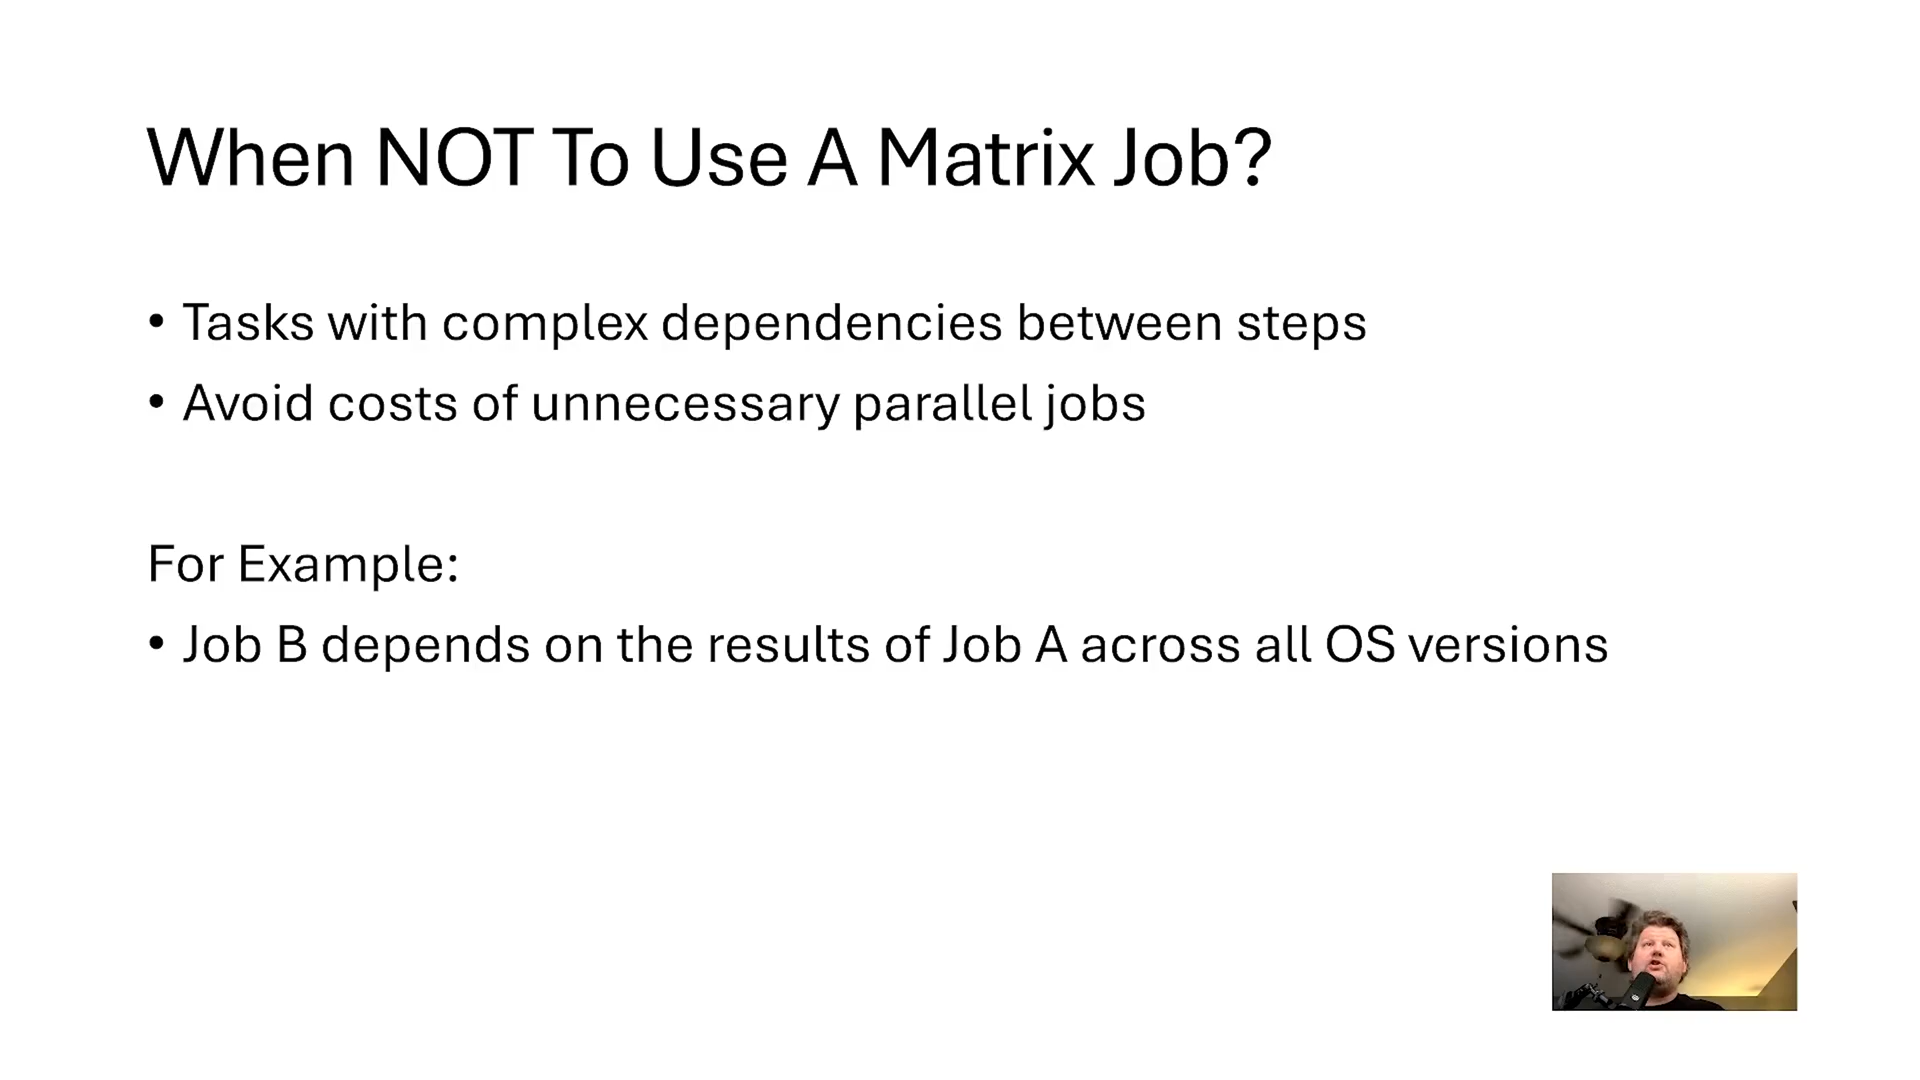 When NOT To Use A Matrix Job?
• Tasks with complex dependencies between steps
• Avoid costs of unnecessary parallel jobs
For Example:
• Job B depends on the results of Job A across all OS versions